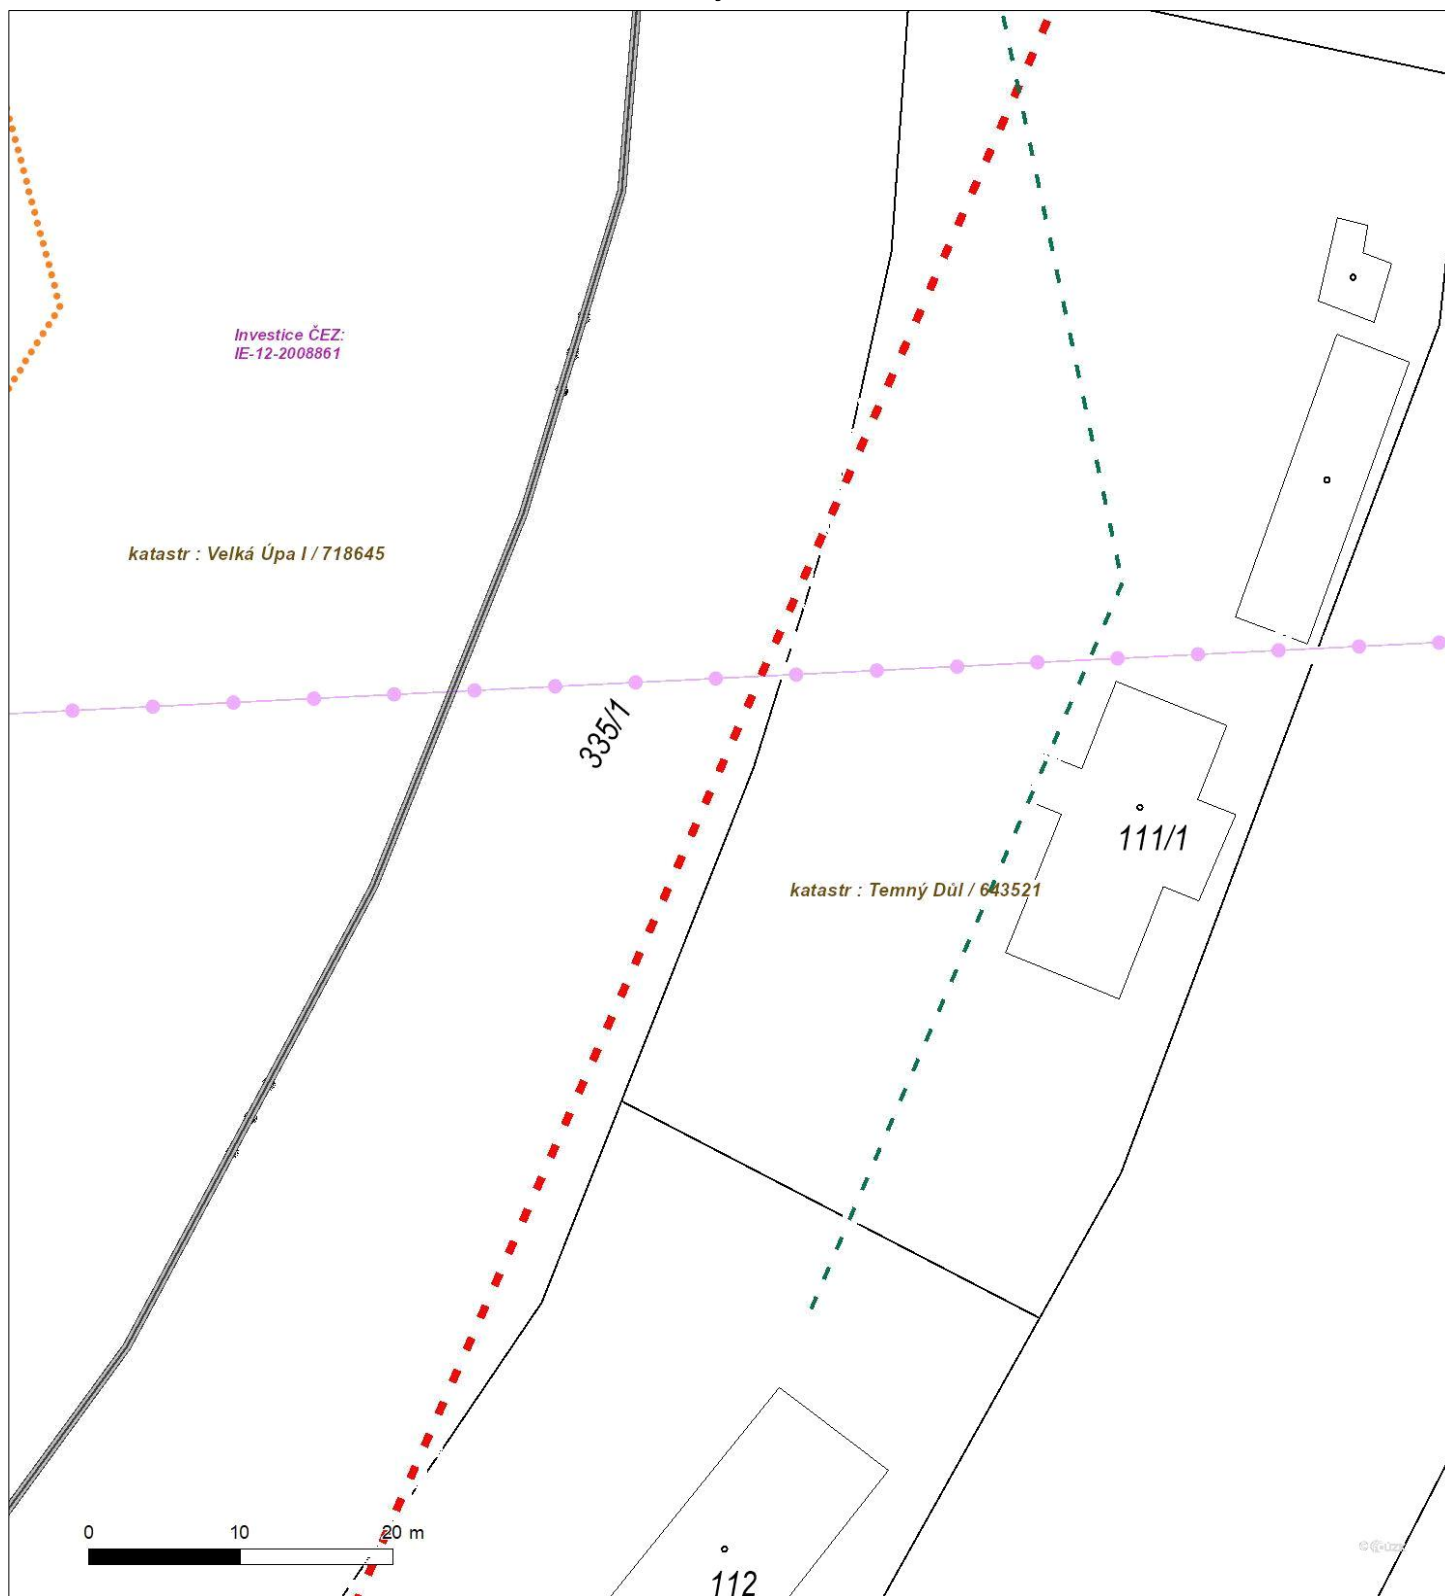 Investice ČEZ:
IE-12-2008861
katastr : Velká Úpa I / 718645
335/1
111/1
katastr : Temný Důl / 643521
0 10 20 m
112